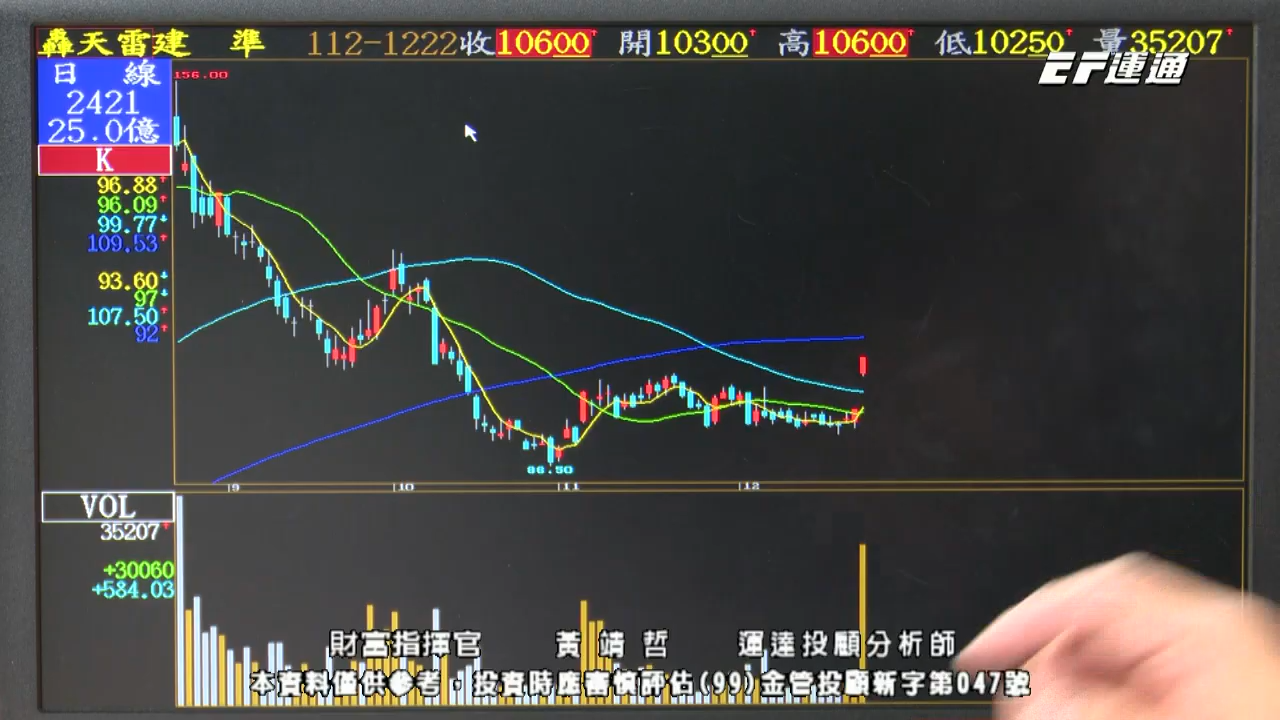 轟天雷建 準 112-1222收10600 開10300 高10600 低10250 量35207
EF運通
日 線
2421
25.0億
K
156.00
96.88
96.09
99.77
109.53
93.60
97
107.50
92
86.50
9 10 11 12
VOL
35207
+30060
+584.03
財富指揮官 黃靖哲 運達投顧分析師
本資料僅供參考，投資時應審慎評估(99)金管投顧新字第047號